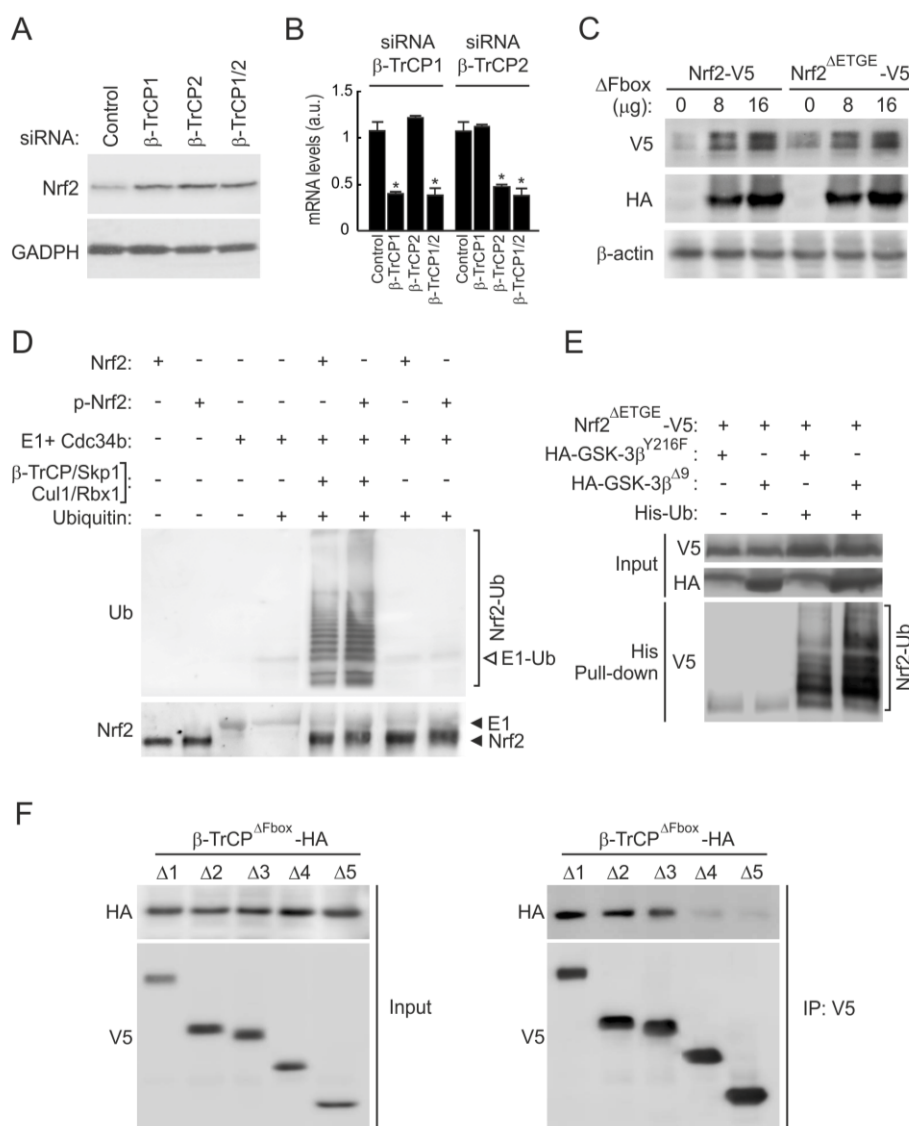 A
siRNA:
Control
β-TrCP1
β-TrCP2
β-TrCP1/2
Nrf2
GADPH
B
siRNA
β-TrCP1
siRNA
β-TrCP2
mRNA levels (a.u.)
1.5
1
0.5
0
*
*
*
*
Control
β-TrCP1
β-TrCP2
β-TrCP1/2
Control
β-TrCP1
β-TrCP2
β-TrCP1/2
C
Nrf2-V5 Nrf2ΔETGE-V5
ΔFbox
(μg): 0 8 16 0 8 16
V5
HA
β-actin
D
Nrf2: + - - - + - + -
p-Nrf2: - + - - - + - +
E1+ Cdc34b: - - + + + + + +
β-TrCP/Skp1
Cul1/Rbx1 : - - - - + + - -
Ubiquitin: - - - + + + + +
Ub
Nrf2-Ub
E1-Ub
Nrf2
E1
Nrf2
E
Nrf2ΔETGE-V5: + + + +
HA-GSK-3βY216F: + - + -
HA-GSK-3βΔ9: - + - +
His-Ub: - - + +
Input
V5
HA
His
Pull-down
V5
Nrf2-Ub
F
β-TrCPΔFbox-HA
Δ1 Δ2 Δ3 Δ4 Δ5
HA
V5
Input
β-TrCPΔFbox-HA
Δ1 Δ2 Δ3 Δ4 Δ5
HA
V5
IP: V5